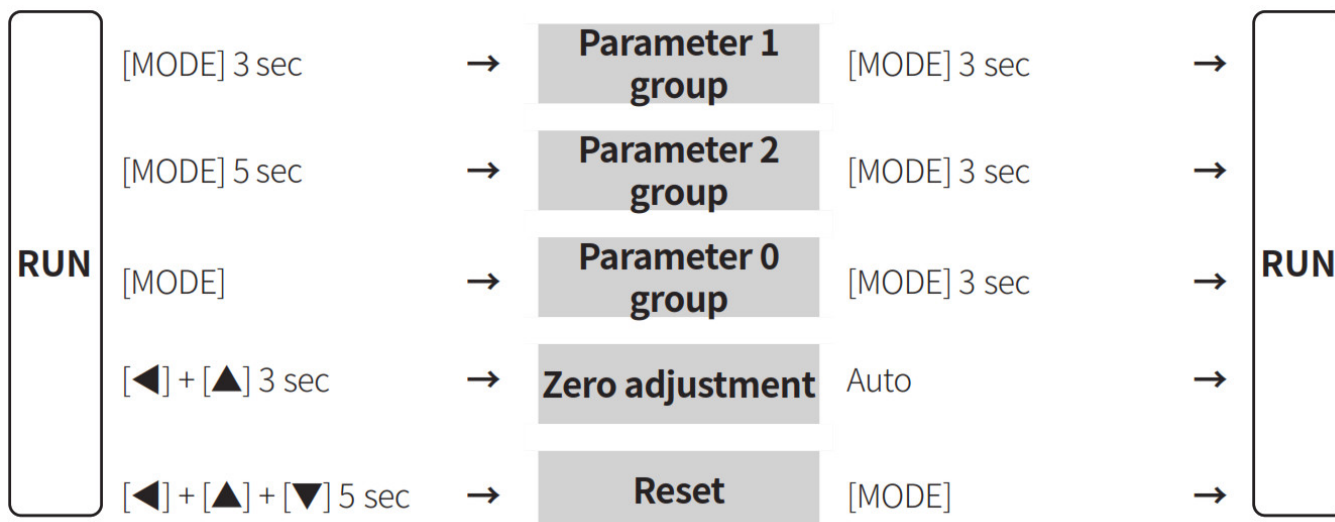 RUN
[MODE] 3 sec → Parameter 1 group [MODE] 3 sec →
[MODE] 5 sec → Parameter 2 group [MODE] 3 sec →
[MODE] → Parameter 0 group [MODE] 3 sec →
[◀] + [▲] 3 sec → Zero adjustment Auto →
[◀] + [▲] + [▼] 5 sec → Reset [MODE] →
RUN